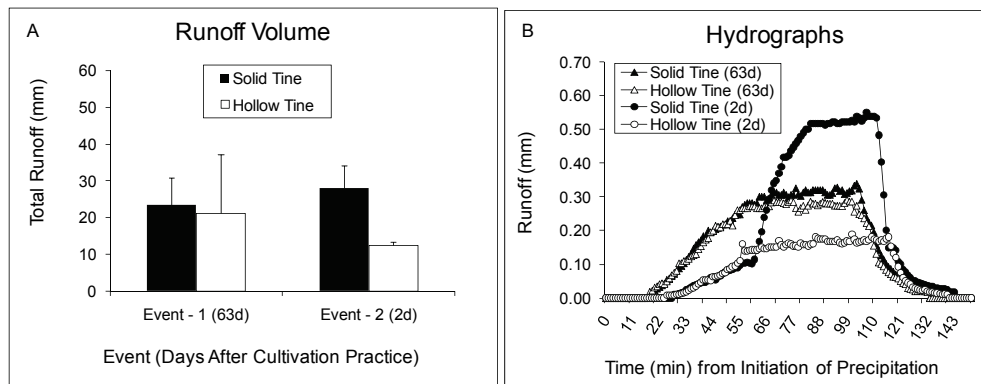 A
Runoff Volume
Total Runoff (mm)
60
50
40
30
20
10
0
Solid Tine
Hollow Tine
Event - 1 (63d)
Event - 2 (2d)
Event (Days After Cultivation Practice)
B
Hydrographs
Runoff (mm)
0.70
0.60
0.50
0.40
0.30
0.20
0.10
0.00
Solid Tine (63d)
Hollow Tine (63d)
Solid Tine (2d)
Hollow Tine (2d)
0
11
22
33
44
55
66
77
88
99
110
121
132
143
Time (min) from Initiation of Precipitation